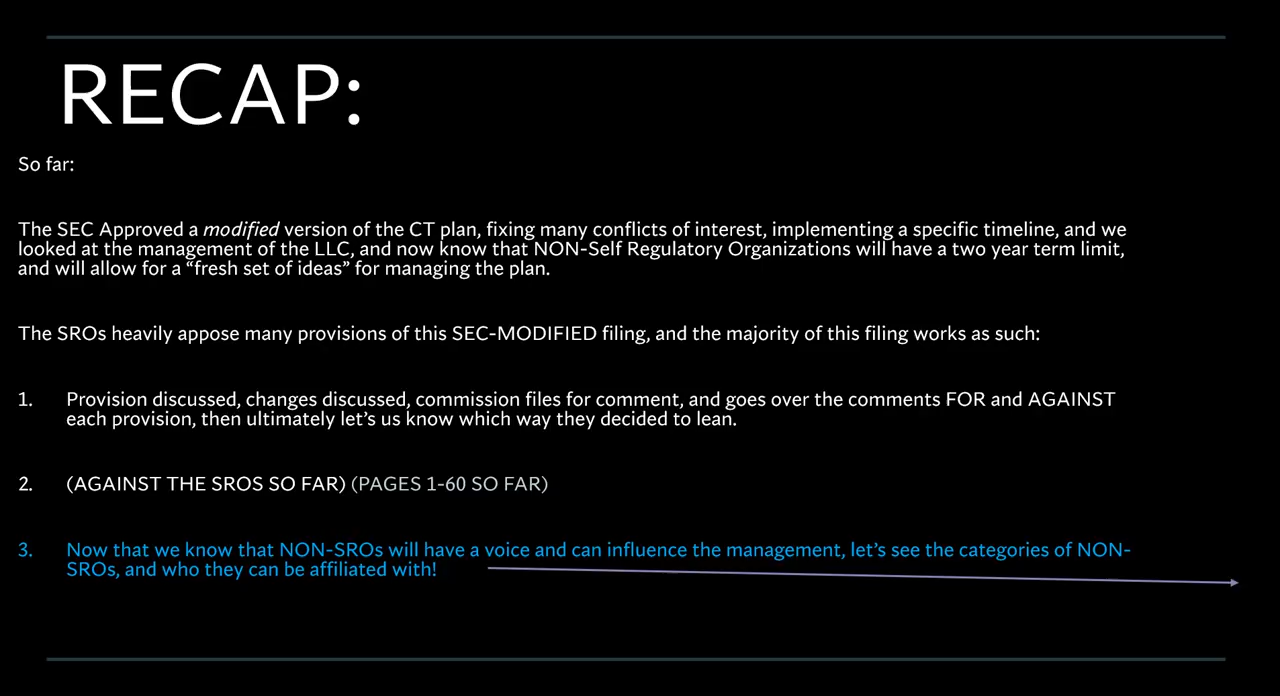 RECAP:
So far:
The SEC Approved a modified version of the CT plan, fixing many conflicts of interest, implementing a specific timeline, and we
looked at the management of the LLC, and now know that NON-Self Regulatory Organizations will have a two year term limit,
and will allow for a “fresh set of ideas” for managing the plan.
The SROs heavily appose many provisions of this SEC-MODIFIED filing, and the majority of this filing works as such:
1. Provision discussed, changes discussed, commission files for comment, and goes over the comments FOR and AGAINST
each provision, then ultimately let’s us know which way they decided to lean.
2. (AGAINST THE SROS SO FAR) (PAGES 1-60 SO FAR)
3. Now that we know that NON-SROs will have a voice and can influence the management, let’s see the categories of NON-
SROs, and who they can be affiliated with!